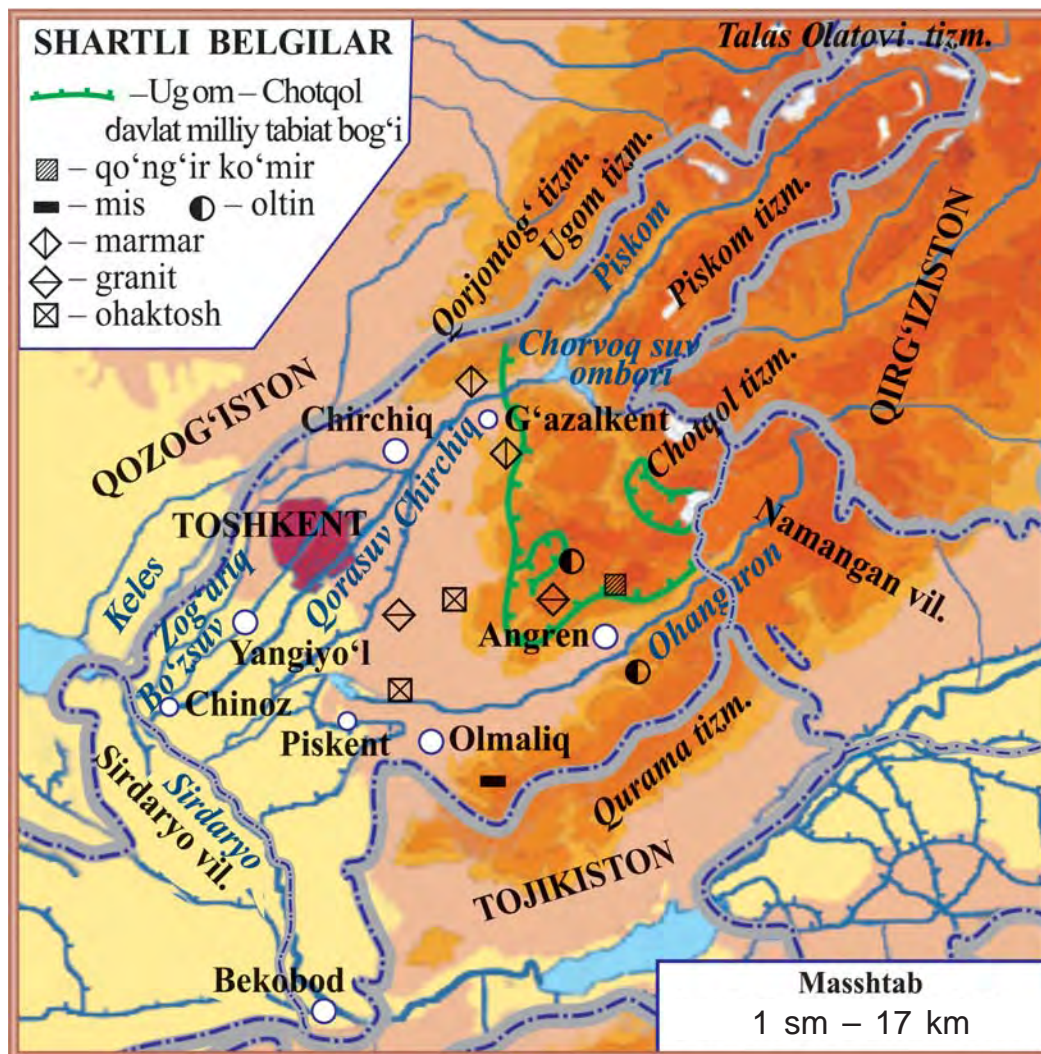 SHARTLI BELGILAR
–Ugom – Chotqol
davlat milliy tabiat bog‘i
– qo‘ng‘ir ko‘mir
– mis – oltin
– marmar
– granit
– ohaktosh
Talas Olatovi tizm.
Qorjontog‘ tizm.
Ugom tizm.
Piskom
Piskom tizm.
QIRG‘IZISTON
Chorvoq suv
ombori
Chotqol tizm.
QOZOG‘ISTON
Chirchiq
G‘azalkent
Chirchiq
TOSHKENT
Qorasuv
Keles
Zog‘ariq
Bo‘zsuv
Yangiyo‘l
Namangan vil.
Ohanguron
Angren
Chinoz
Piskent
Olmaliq
Qurama tizm.
Sirdaryo
Sirdaryo vil.
TOJIKISTON
Bekobod
Masshtab
1 sm – 17 km